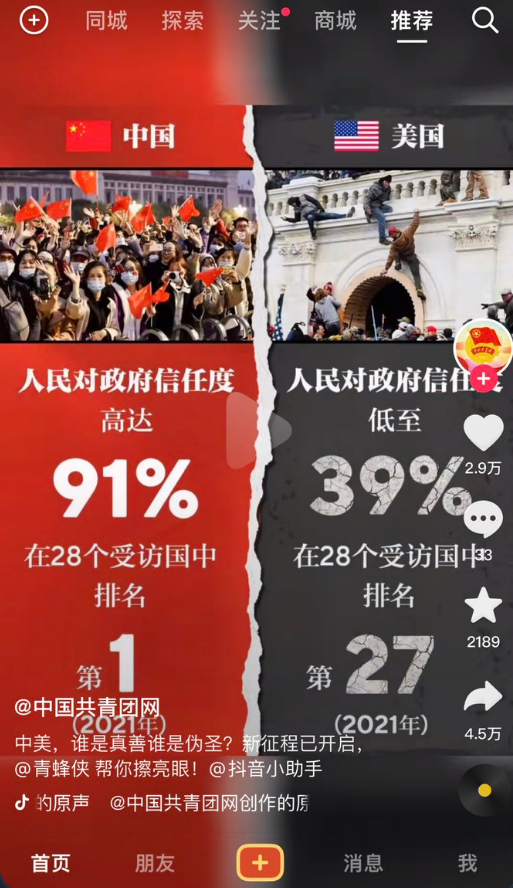 同城 探索 关注 商城 推荐
中国
美国
人民对政府信任度
高达
91%
在28个受访国中
排名
第1
(2021年)
人民对政府信任度
低至
39%
在28个受访国中
排名
第27
(2021年)
2.9万
33
2189
4.5万
@中国共青团网
中美，谁是真善谁是伪圣？新征程已开启，
@青蜂侠 帮你擦亮眼！@抖音小助手
的原声 @中国共青团网创作的原
首页 朋友 消息 我